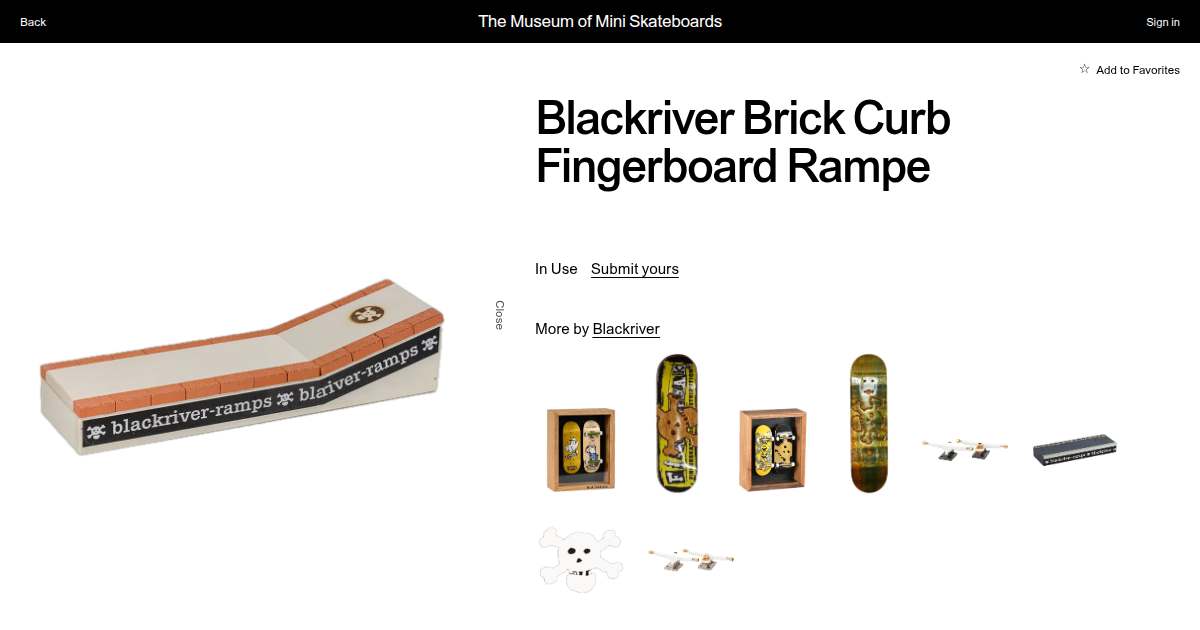 Back
The Museum of Mini Skateboards
Sign in
☆ Add to Favorites
Blackriver Brick Curb
Fingerboard Rampe
In Use Submit yours
Close
More by Blackriver
blackriver-ramps blariver-ramps